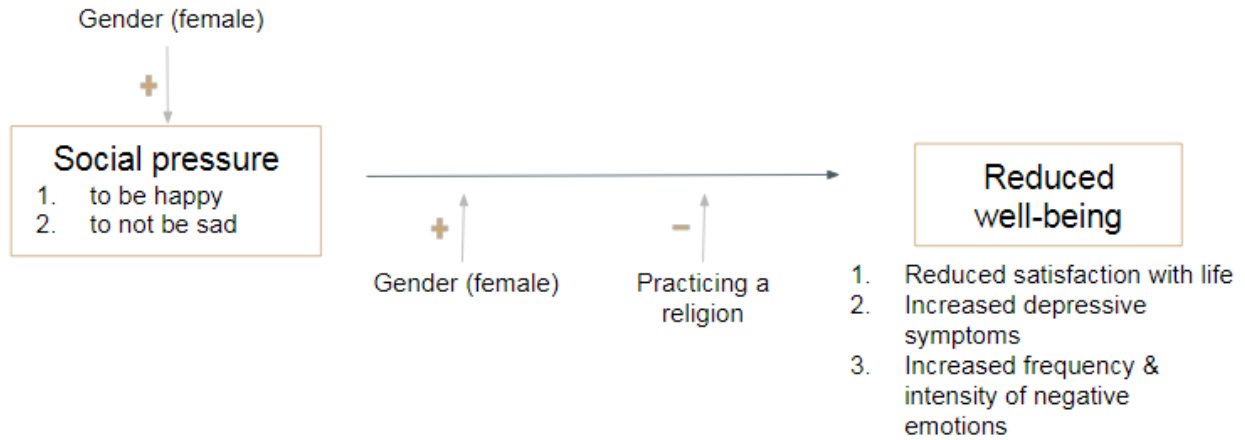 Gender (female)
+
Social pressure
1. to be happy
2. to not be sad
+
Gender (female)
−
Practicing a
religion
Reduced
well-being
1. Reduced satisfaction with life
2. Increased depressive
symptoms
3. Increased frequency &
intensity of negative
emotions